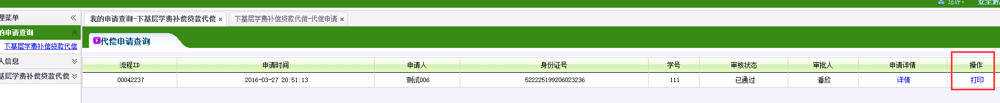 您好，
安全退
理菜单
的申请查询
下基层学费补偿贷款代偿
人信息
基层学费补偿贷款代偿
我的申请查询-下基层学费补偿贷款代偿
下基层学费补偿贷款代偿-代偿申请
代偿申请查询
流程ID 申请时间 申请人 身份证号 学号 审核状态 审批人 申请详情 操作
00042237 2016-03-27 20:51:13 测试006 522225199206023236 111 已通过 潘欣 详情 打印